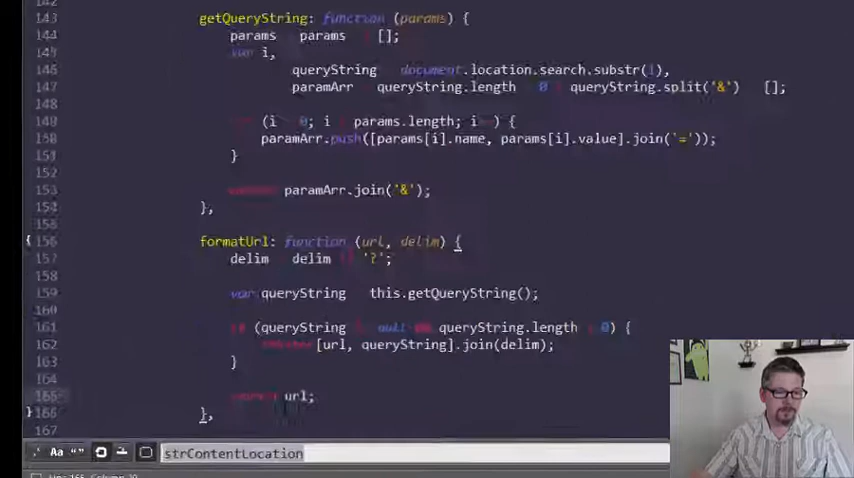 142
143 getQueryString: function (params) {
144 params params [];
145 var i,
146 queryString document.location.search.substr(1),
147 paramArr queryString.length 0 queryString.split('&') [];
148
149 (i 0; i params.length; i ) {
150 paramArr.push([params[i].name, params[i].value].join('='));
151 }
152
153 return paramArr.join('&');
154 },
155
{ 156 formatUrl: function (url, delim) {
157 delim delim || '?';
158
159 var queryString this.getQueryString();
160
161 if (queryString null && queryString.length 0) {
162 return [url, queryString].join(delim);
163 }
164
165 return url;
} 166 },
167
.* Aa “” strContentLocation